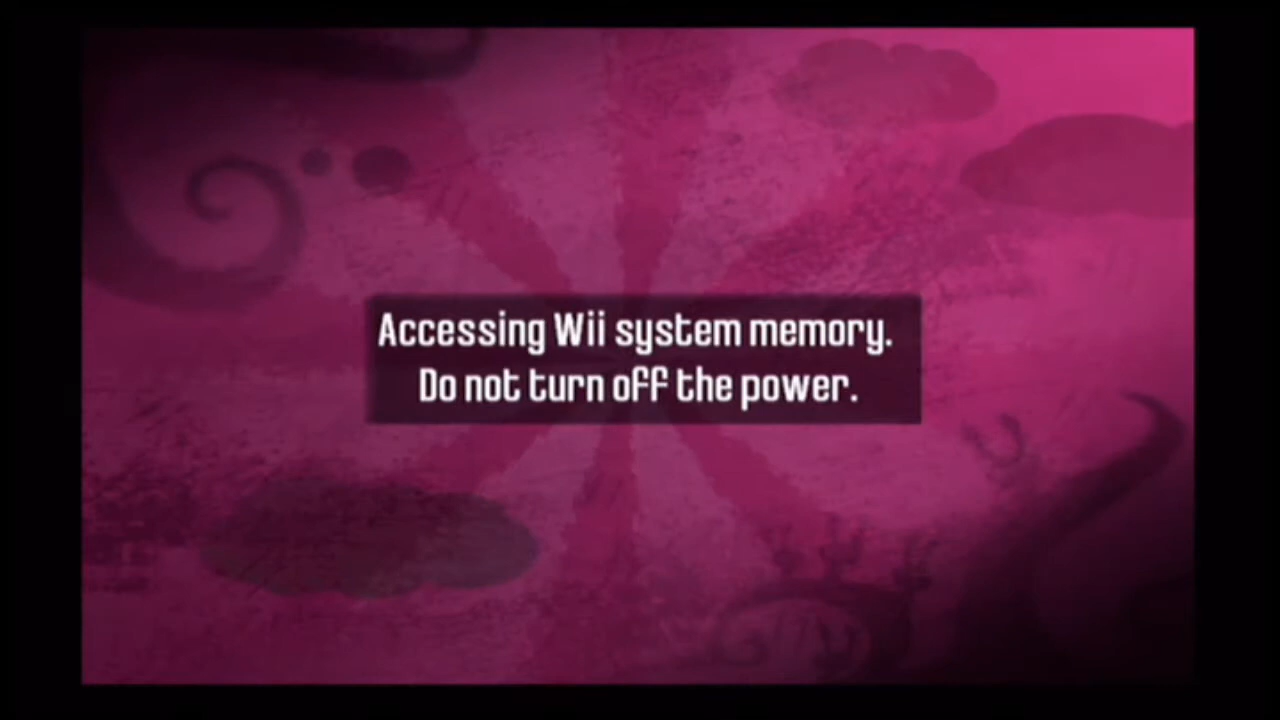 Accessing Wii system memory.
Do not turn off the power.